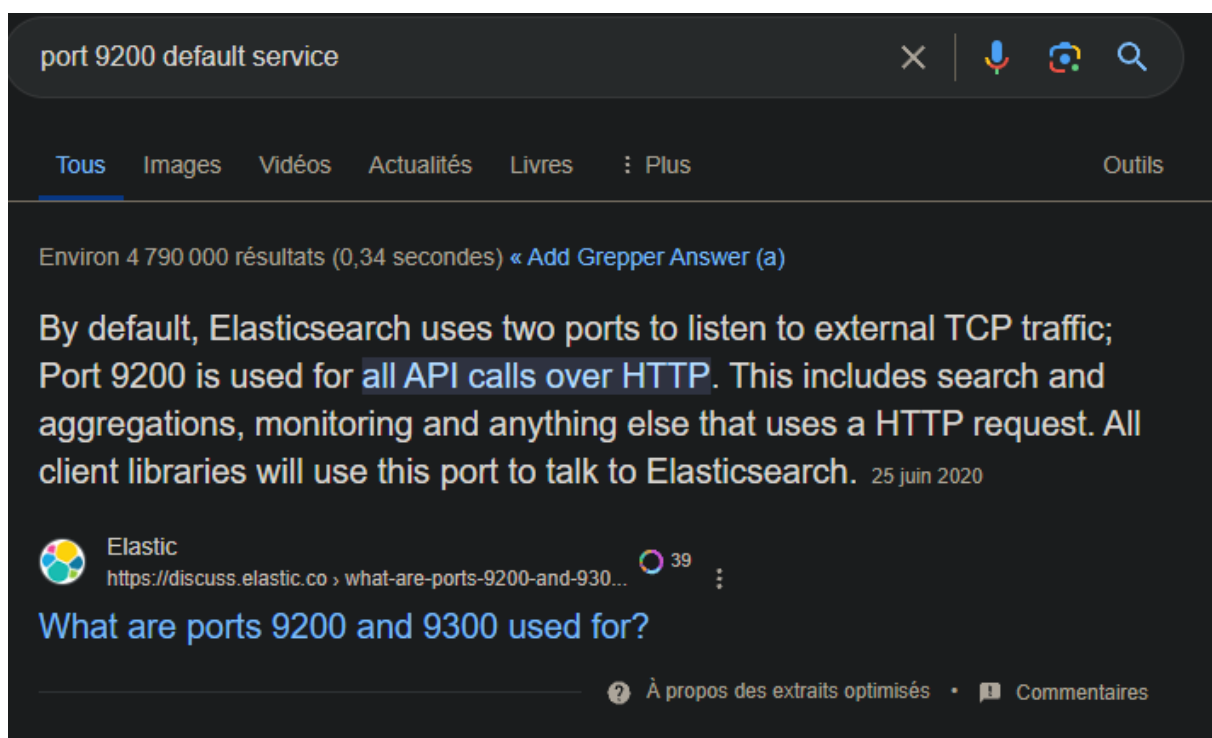 port 9200 default service
Tous Images Vidéos Actualités Livres Plus Outils
Environ 4 790 000 résultats (0,34 secondes) « Add Grepper Answer (a)
By default, Elasticsearch uses two ports to listen to external TCP traffic;
Port 9200 is used for all API calls over HTTP. This includes search and
aggregations, monitoring and anything else that uses a HTTP request. All
client libraries will use this port to talk to Elasticsearch. 25 juin 2020
Elastic
https://discuss.elastic.co › what-are-ports-9200-and-930... 39
What are ports 9200 and 9300 used for?
À propos des extraits optimisés • Commentaires